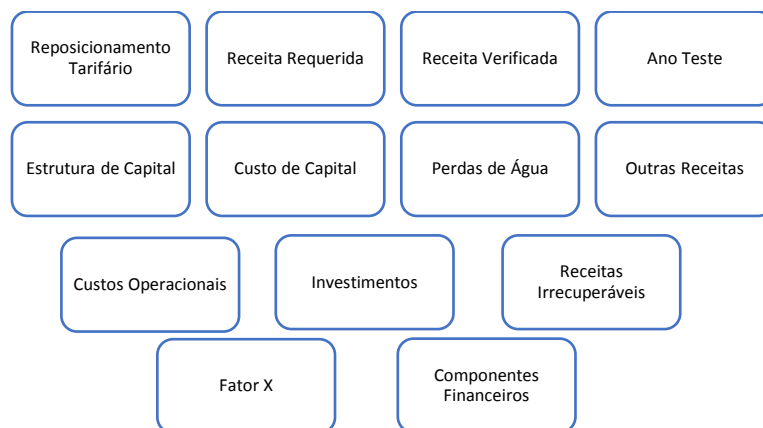 Reposicionamento
Tarifário
Receita Requerida
Receita Verificada
Ano Teste
Estrutura de Capital
Custo de Capital
Perdas de Água
Outras Receitas
Custos Operacionais
Investimentos
Receitas
Irrecuperáveis
Fator X
Componentes
Financeiros